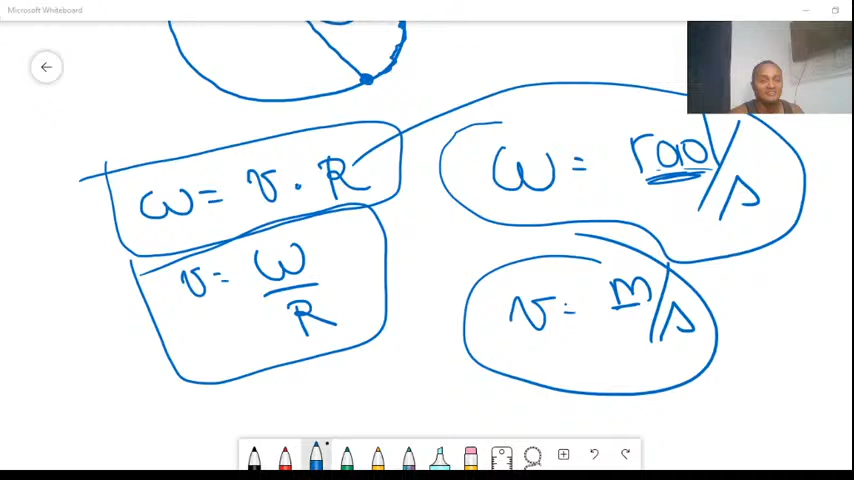 Microsoft Whiteboard
ω = v · R
ω = rad/s
v = ω/R
v = m/s